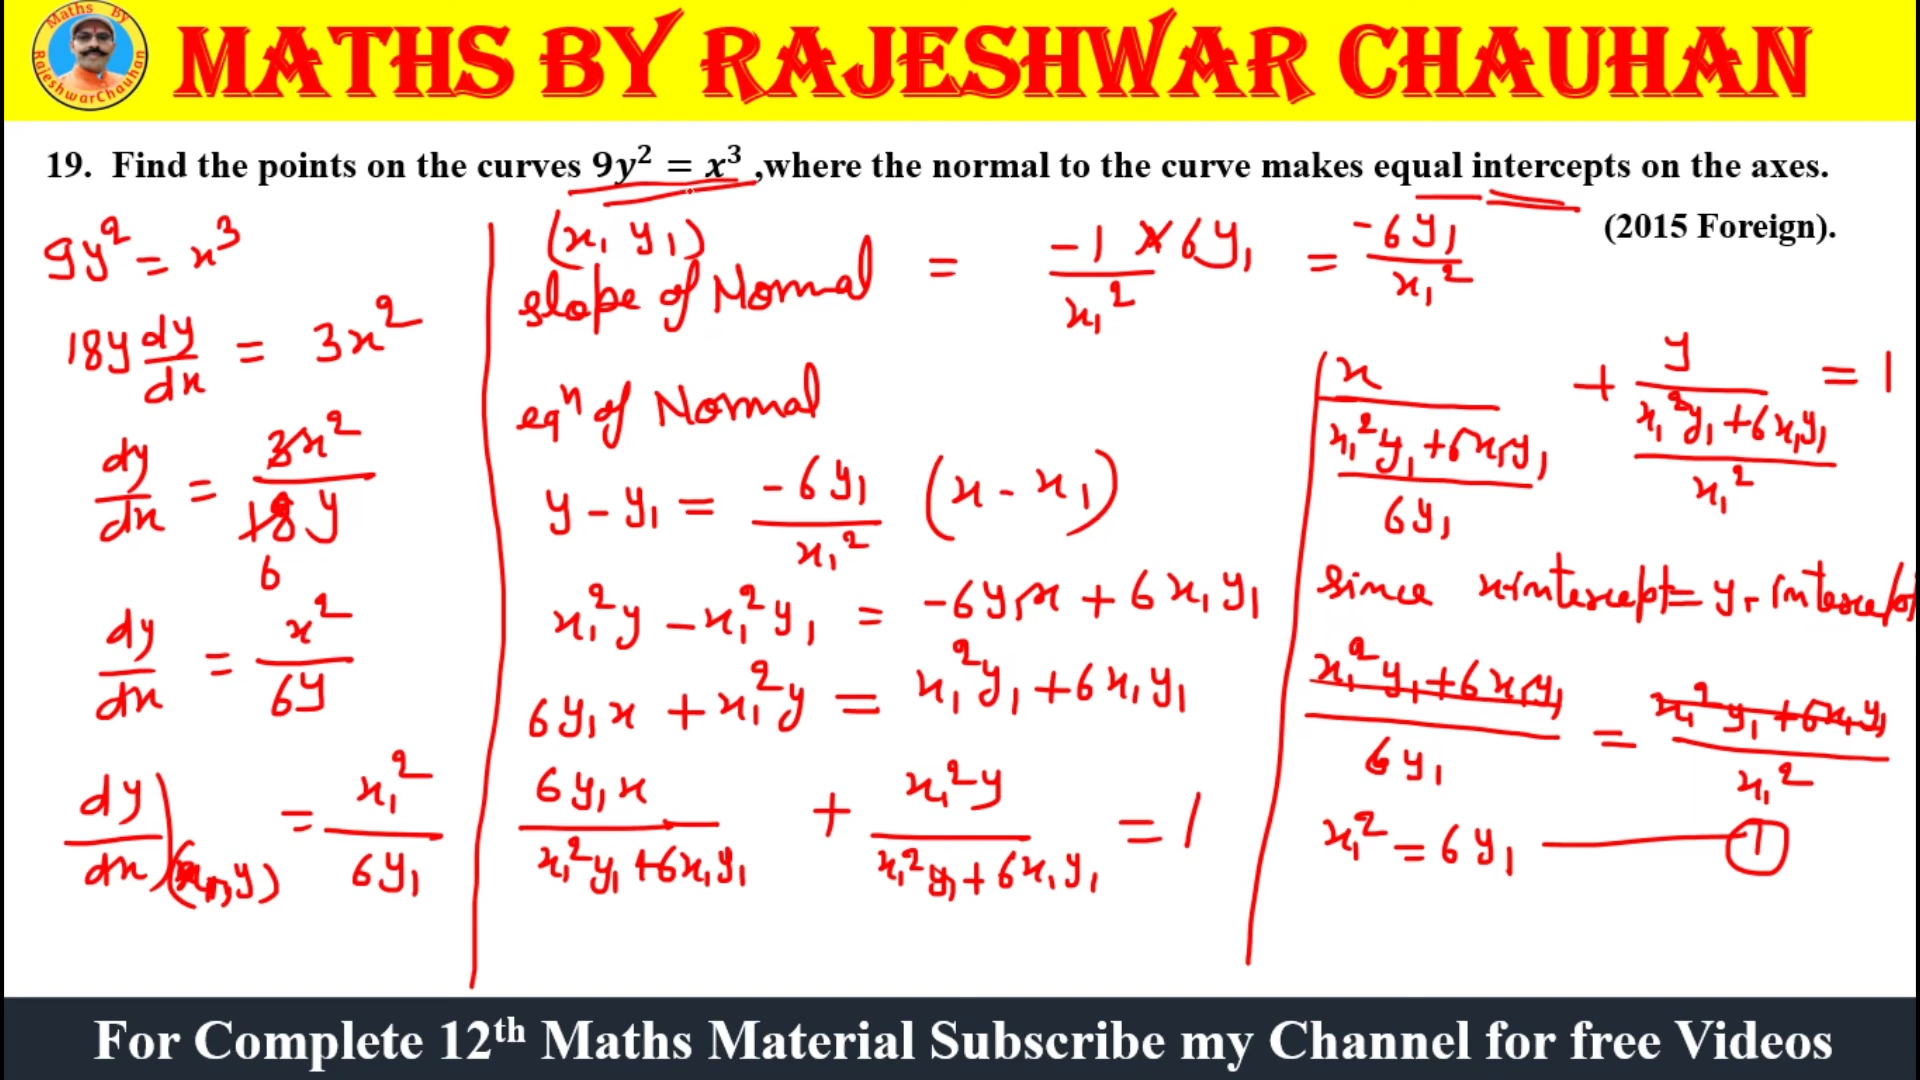 Maths By
RajeshwarChauhan
MATHS BY RAJESHWAR CHAUHAN
19. Find the points on the curves 9y² = x³ ,where the normal to the curve makes equal intercepts on the axes.
(2015 Foreign).
9y² = x³
18y dy/dx = 3x²
dy/dx = 3x²/18y
6
dy/dx = x²/6y
dy/dx)(x₁,y) = x₁²/6y₁
(x₁ y₁)
slope of Normal = -1/x₁² × 6y₁ = -6y₁/x₁²
eqⁿ of Normal
y - y₁ = -6y₁/x₁² (x - x₁)
x₁²y - x₁²y₁ = -6y₁x + 6x₁y₁
6y₁x + x₁²y = x₁²y₁ + 6x₁y₁
6y₁x/(x₁²y₁ + 6x₁y₁) + x₁²y/(x₁²y₁ + 6x₁y₁) = 1
x/((x₁²y₁ + 6x₁y₁)/6y₁) + y/((x₁²y₁ + 6x₁y₁)/x₁²) = 1
since x-intercept = y-intercept
(x₁²y₁ + 6x₁y₁)/6y₁ = (x₁²y₁ + 6x₁y₁)/x₁²
x₁² = 6y₁ — 1
For Complete 12th Maths Material Subscribe my Channel for free Videos